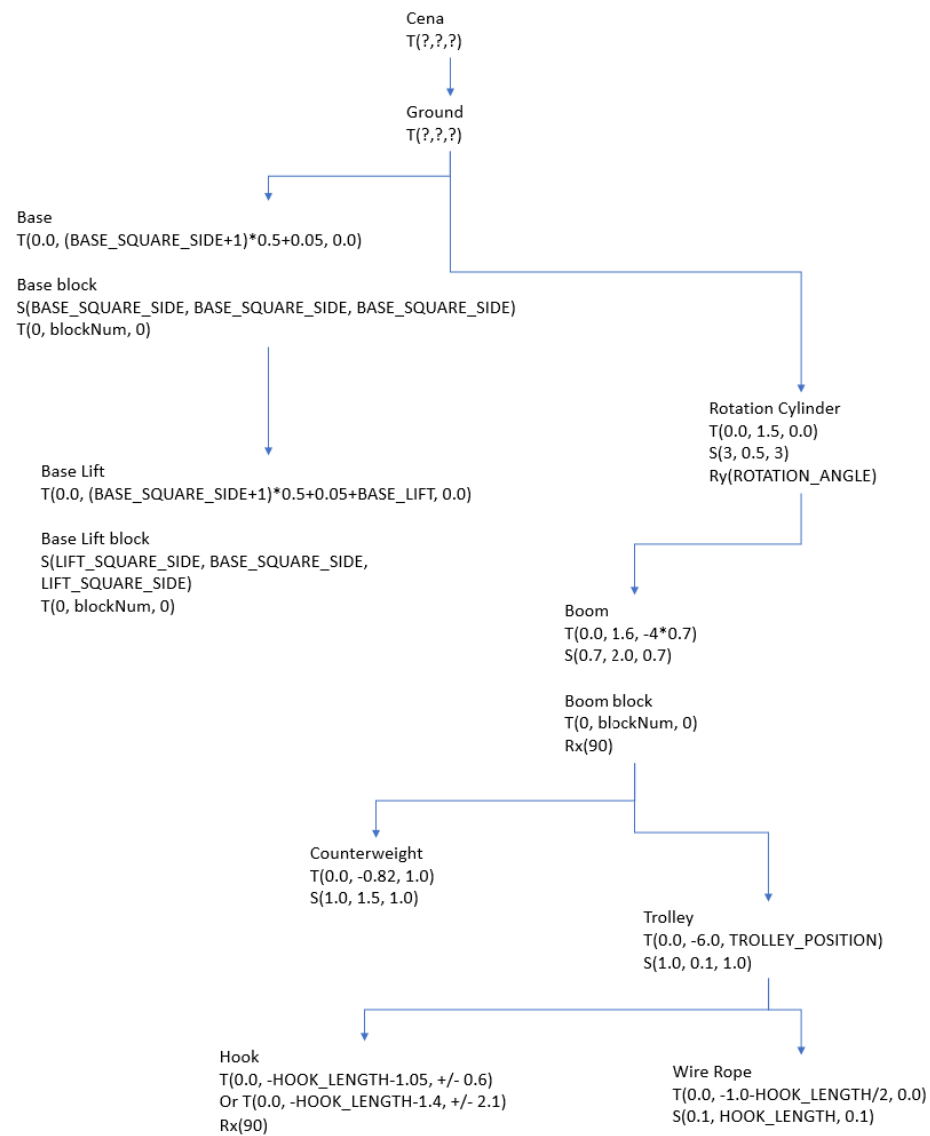 Cena
T(?,?,?)
Ground
T(?,?,?)
Base
T(0.0, (BASE_SQUARE_SIDE+1)*0.5+0.05, 0.0)
Base block
S(BASE_SQUARE_SIDE, BASE_SQUARE_SIDE, BASE_SQUARE_SIDE)
T(0, blockNum, 0)
Rotation Cylinder
T(0.0, 1.5, 0.0)
S(3, 0.5, 3)
Ry(ROTATION_ANGLE)
Base Lift
T(0.0, (BASE_SQUARE_SIDE+1)*0.5+0.05+BASE_LIFT, 0.0)
Base Lift block
S(LIFT_SQUARE_SIDE, BASE_SQUARE_SIDE,
LIFT_SQUARE_SIDE)
T(0, blockNum, 0)
Boom
T(0.0, 1.6, -4*0.7)
S(0.7, 2.0, 0.7)
Boom block
T(0, blockNum, 0)
Rx(90)
Counterweight
T(0.0, -0.82, 1.0)
S(1.0, 1.5, 1.0)
Trolley
T(0.0, -6.0, TROLLEY_POSITION)
S(1.0, 0.1, 1.0)
Hook
T(0.0, -HOOK_LENGTH-1.05, +/- 0.6)
Or T(0.0, -HOOK_LENGTH-1.4, +/- 2.1)
Rx(90)
Wire Rope
T(0.0, -1.0-HOOK_LENGTH/2, 0.0)
S(0.1, HOOK_LENGTH, 0.1)